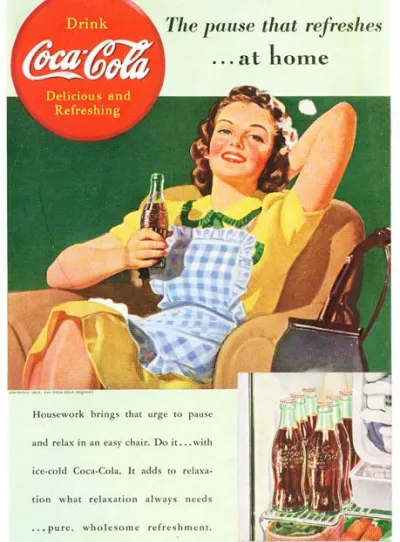 Drink
Coca-Cola
Delicious and
Refreshing
The pause that refreshes
...at home
Housework brings that urge to pause
and relax in an easy chair. Do it...with
ice-cold Coca-Cola. It adds to relaxa-
tion what relaxation always needs
...pure, wholesome refreshment.